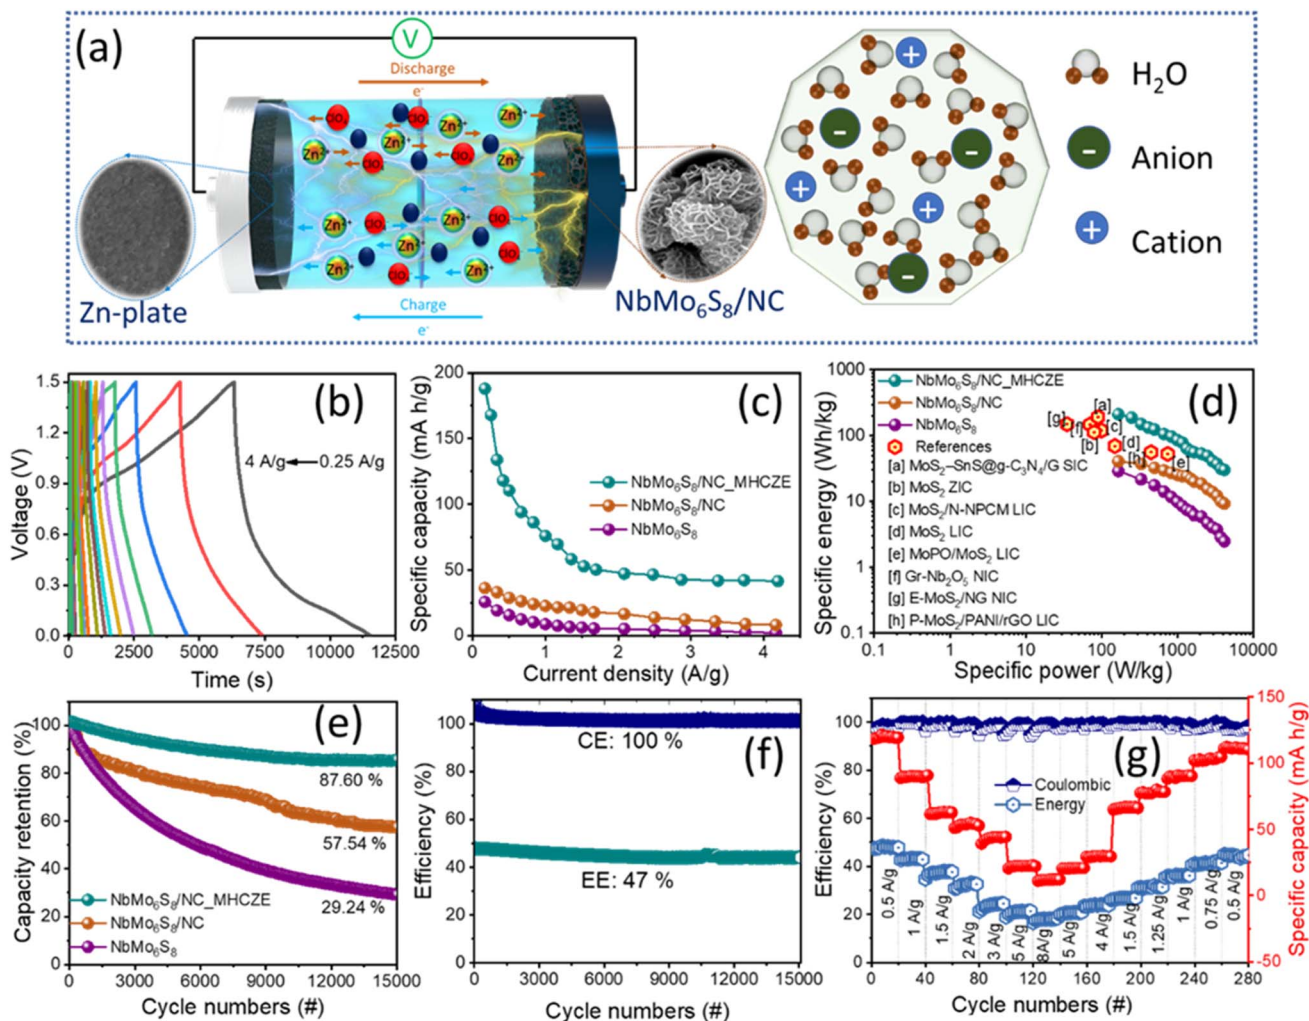 (a)
V
Discharge
e-
Zn²⁺
ClO₄
Zn-plate
Charge
e-
NbMo₆S₈/NC
H₂O
Anion
Cation
(b)
Voltage (V)
1.5
1.2
0.9
0.6
0.3
0.0
4 A/g
0.25 A/g
0 2500 5000 7500 10000 12500
Time (s)
(c)
Specific capacity (mA h/g)
200
150
100
50
0
NbMo₆S₈/NC_MHCZE
NbMo₆S₈/NC
NbMo₆S₈
0 1 2 3 4
Current density (A/g)
(d)
Specific energy (Wh/kg)
1000
100
10
1
0.1
NbMo₆S₈/NC_MHCZE
NbMo₆S₈/NC
NbMo₆S₈
References
[a] MoS₂–SnS@g-C₃N₄/G SIC
[b] MoS₂ ZIC
[c] MoS₂/N-NPCM LIC
[d] MoS₂ LIC
[e] MoPO/MoS₂ LIC
[f] Gr-Nb₂O₅ NIC
[g] E-MoS₂/NG NIC
[h] P-MoS₂/PANI/rGO LIC
[a]
[g]
[f]
[c]
[b]
[d]
[h]
[e]
0.1 1 10 100 1000 10000
Specific power (W/kg)
(e)
Capacity retention (%)
100
80
60
40
20
0
87.60 %
57.54 %
29.24 %
NbMo₆S₈/NC_MHCZE
NbMo₆S₈/NC
NbMo₆S₈
0 3000 6000 9000 12000 15000
Cycle numbers (#)
(f)
Efficiency (%)
100
80
60
40
20
0
CE: 100 %
EE: 47 %
0 3000 6000 9000 12000 15000
Cycle numbers (#)
(g)
Efficiency (%)
100
80
60
40
20
0
Coulombic
Energy
0.5 A/g
1 A/g
1.5 A/g
2 A/g
3 A/g
5 A/g
8A/g
5 A/g
4 A/g
1.5 A/g
1.25 A/g
1 A/g
0.75 A/g
0.5 A/g
150
100
50
0
-50
Specific capacity (mA h/g)
0 40 80 120 160 200 240 280
Cycle numbers (#)